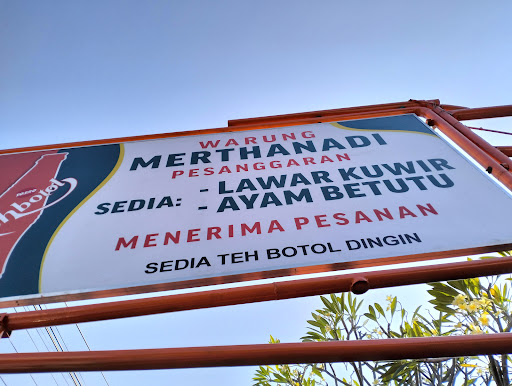 WARUNG
MERTHANADI
PESANGGARAN
SEDIA: - LAWAR KUWIR
- AYAM BETUTU
MENERIMA PESANAN
SEDIA TEH BOTOL DINGIN